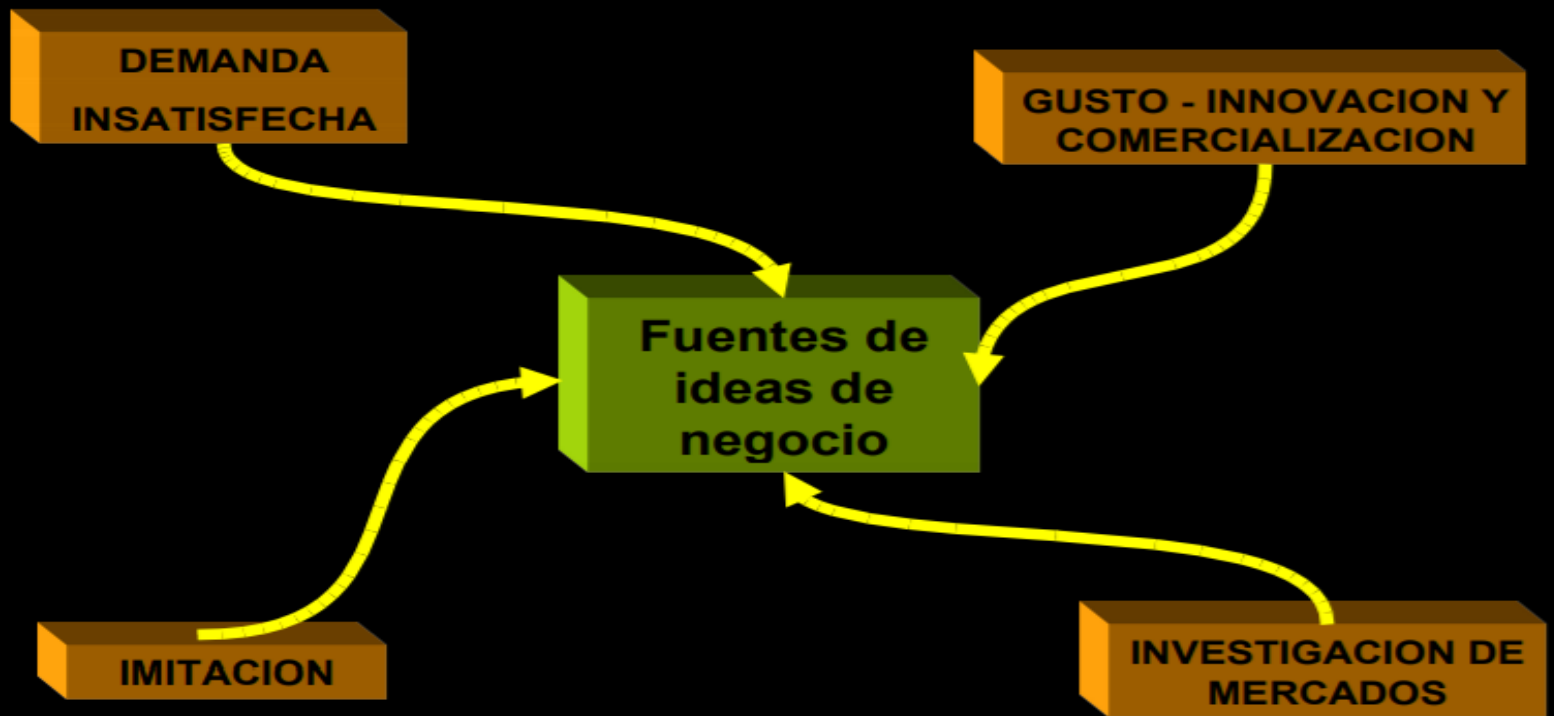 DEMANDA
INSATISFECHA
GUSTO - INNOVACION Y
COMERCIALIZACION
Fuentes de
ideas de
negocio
IMITACION
INVESTIGACION DE
MERCADOS